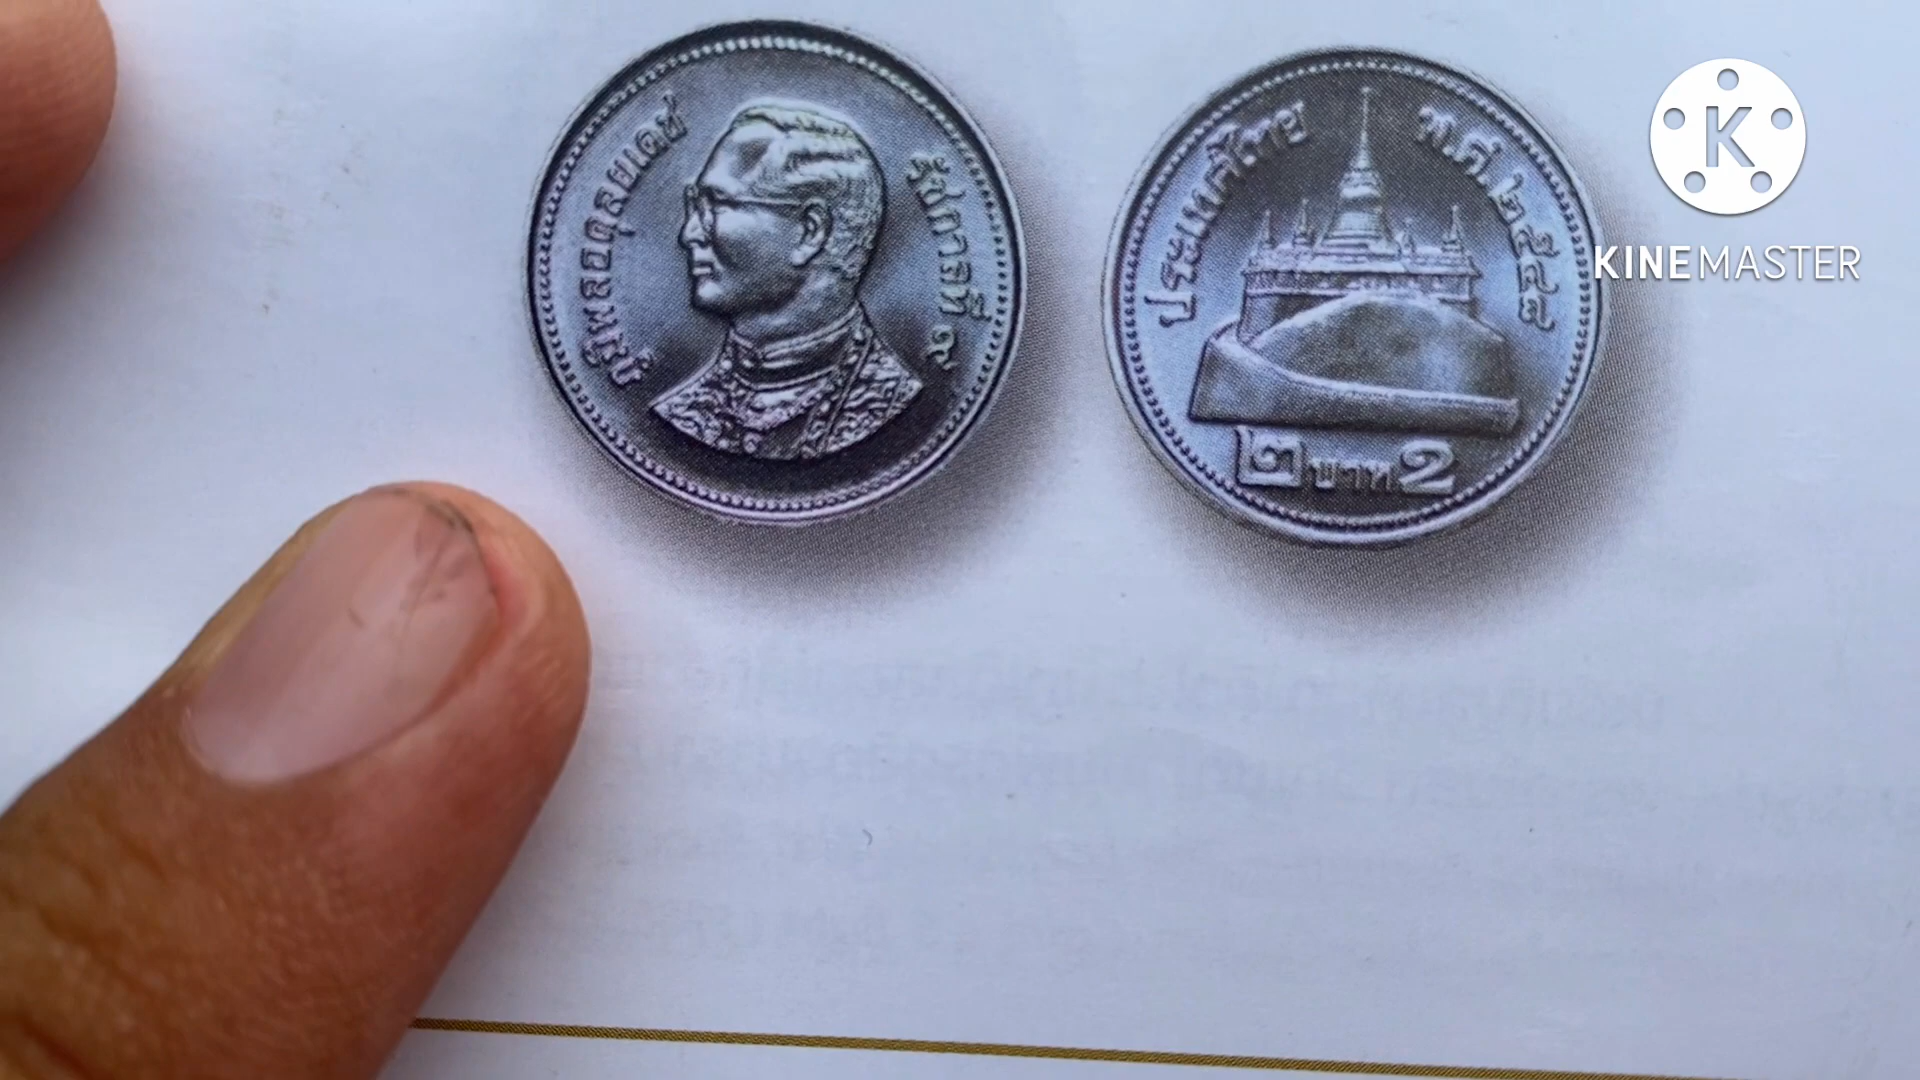 ภูมิพลอดุลยเดช
รัชกาลที่ ๙
ประเทศไทย
พ.ศ.๒๕๔๘
๒ บาท 2
K
KINEMASTER